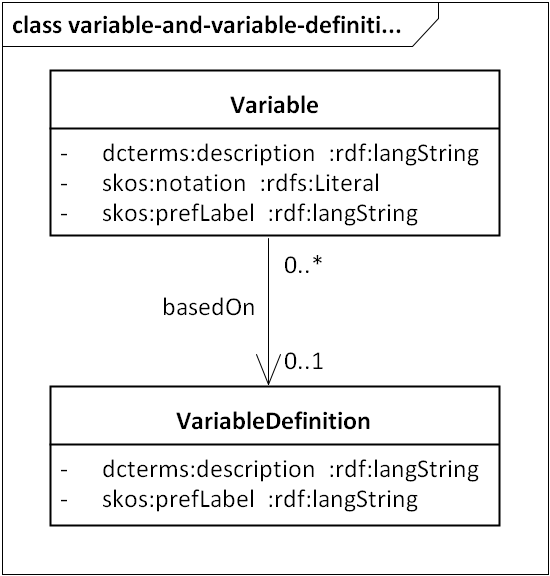 class variable-and-variable-definiti...
Variable
- dcterms:description :rdf:langString
- skos:notation :rdfs:Literal
- skos:prefLabel :rdf:langString
0..*
basedOn
0..1
VariableDefinition
- dcterms:description :rdf:langString
- skos:prefLabel :rdf:langString